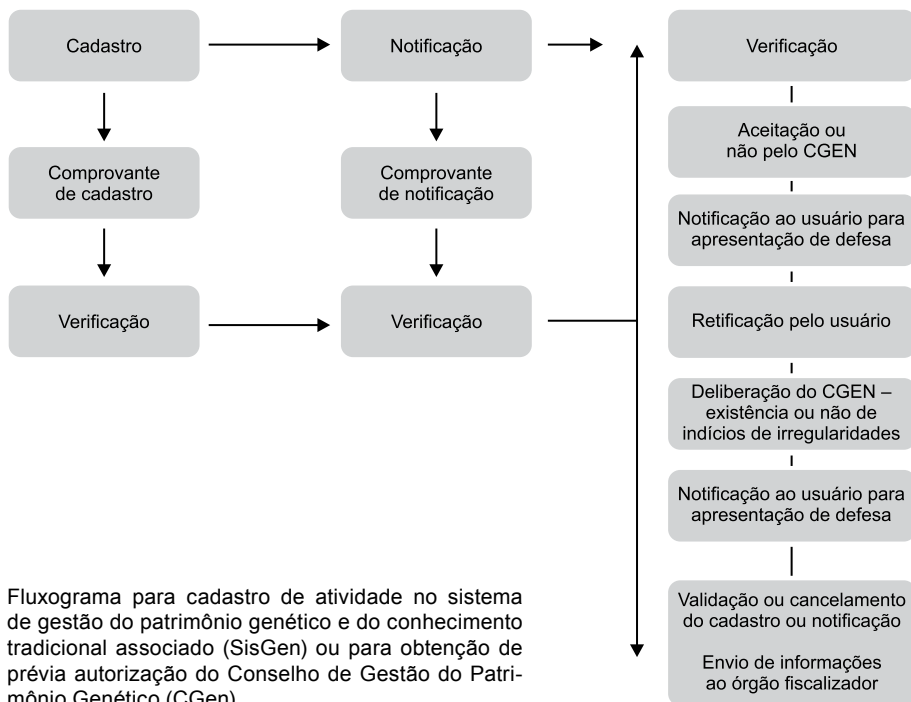 Cadastro
Notificação
Verificação
Comprovante
de cadastro
Comprovante
de notificação
Verificação
Verificação
Aceitação ou
não pelo CGEN
Notificação ao usuário para
apresentação de defesa
Retificação pelo usuário
Deliberação do CGEN –
existência ou não de
indícios de irregularidades
Notificação ao usuário para
apresentação de defesa
Validação ou cancelamento
do cadastro ou notificação
Envio de informações
ao órgão fiscalizador
Fluxograma para cadastro de atividade no sistema
de gestão do patrimônio genético e do conhecimento
tradicional associado (SisGen) ou para obtenção de
prévia autorização do Conselho de Gestão do Patri-
mônio Genético (CGen)